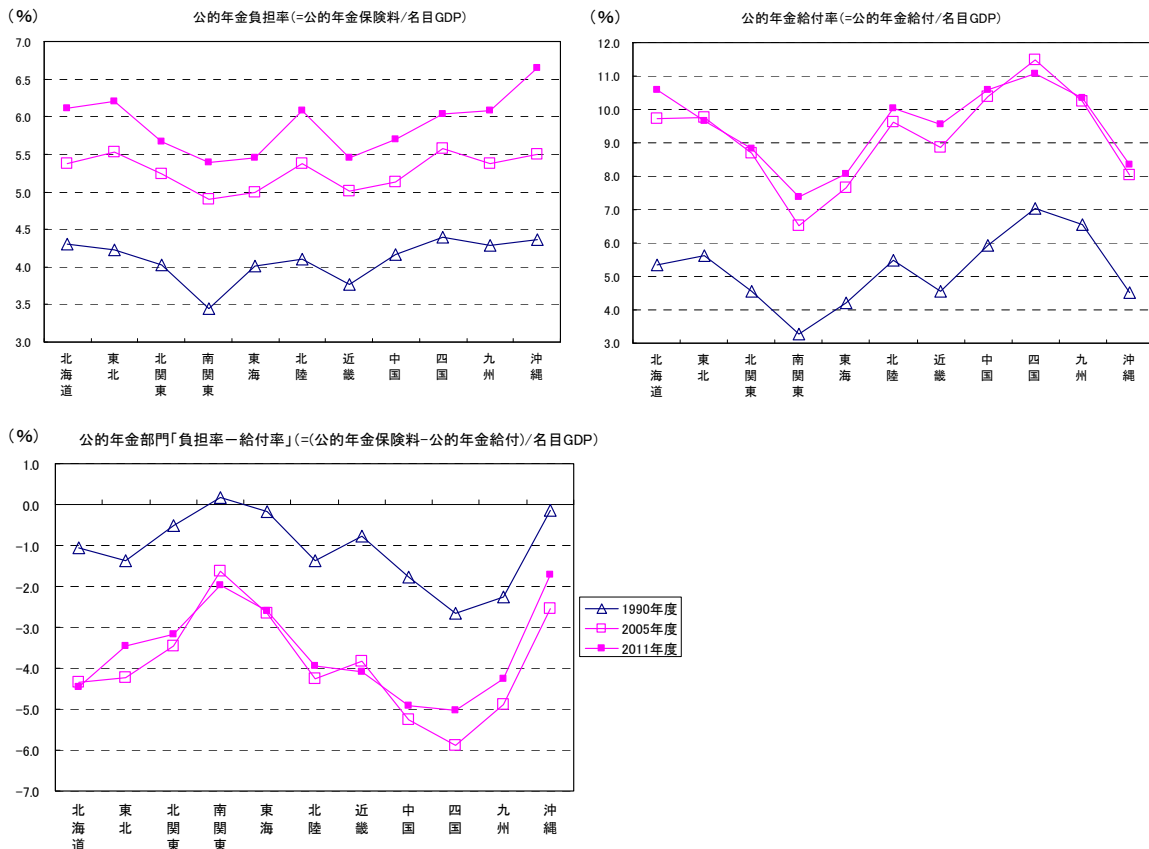 (%)
公的年金負担率(=公的年金保険料/名目GDP)
7.0
6.5
6.0
5.5
5.0
4.5
4.0
3.5
3.0
北海道
東北
北関東
南関東
東海
北陸
近畿
中国
四国
九州
沖縄
(%)
公的年金給付率(=公的年金給付/名目GDP)
12.0
11.0
10.0
9.0
8.0
7.0
6.0
5.0
4.0
3.0
北海道
東北
北関東
南関東
東海
北陸
近畿
中国
四国
九州
沖縄
(%)
公的年金部門「負担率－給付率」(=(公的年金保険料-公的年金給付)/名目GDP)
1.0
0.0
-1.0
-2.0
-3.0
-4.0
-5.0
-6.0
-7.0
北海道
東北
北関東
南関東
東海
北陸
近畿
中国
四国
九州
沖縄
1990年度
2005年度
2011年度